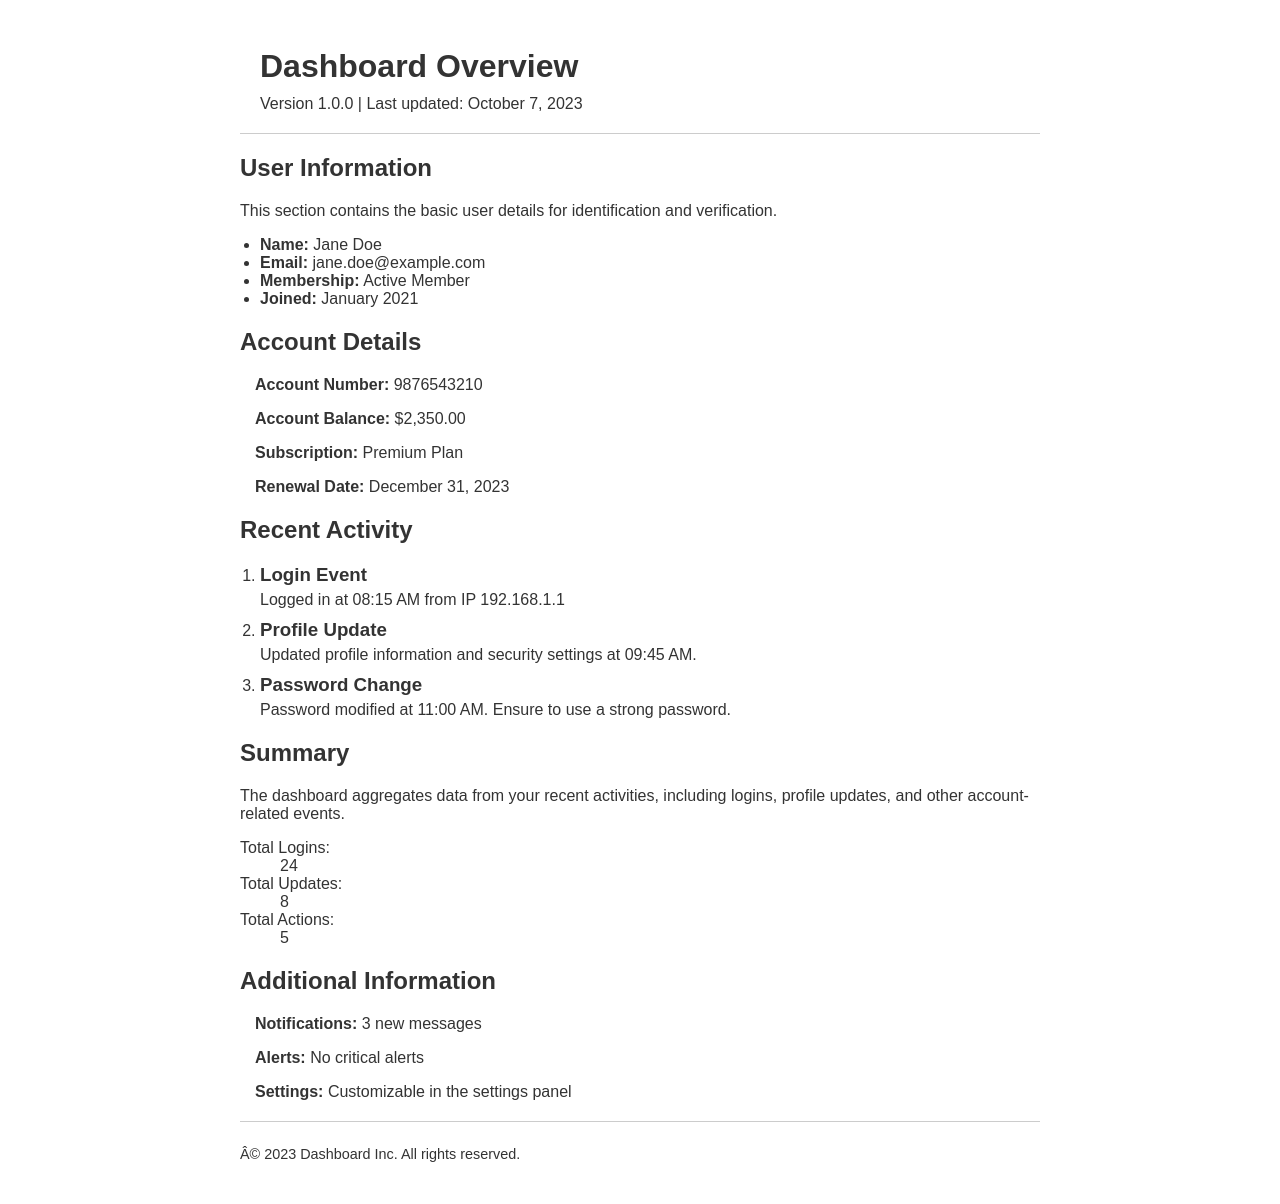 Dashboard Overview
Version 1.0.0 | Last updated: October 7, 2023
User Information
This section contains the basic user details for identification and verification.
• Name: Jane Doe
• Email: jane.doe@example.com
• Membership: Active Member
• Joined: January 2021
Account Details
Account Number: 9876543210
Account Balance: $2,350.00
Subscription: Premium Plan
Renewal Date: December 31, 2023
Recent Activity
1. Login Event
Logged in at 08:15 AM from IP 192.168.1.1
2. Profile Update
Updated profile information and security settings at 09:45 AM.
3. Password Change
Password modified at 11:00 AM. Ensure to use a strong password.
Summary
The dashboard aggregates data from your recent activities, including logins, profile updates, and other account-
related events.
Total Logins:
24
Total Updates:
8
Total Actions:
5
Additional Information
Notifications: 3 new messages
Alerts: No critical alerts
Settings: Customizable in the settings panel
Â© 2023 Dashboard Inc. All rights reserved.